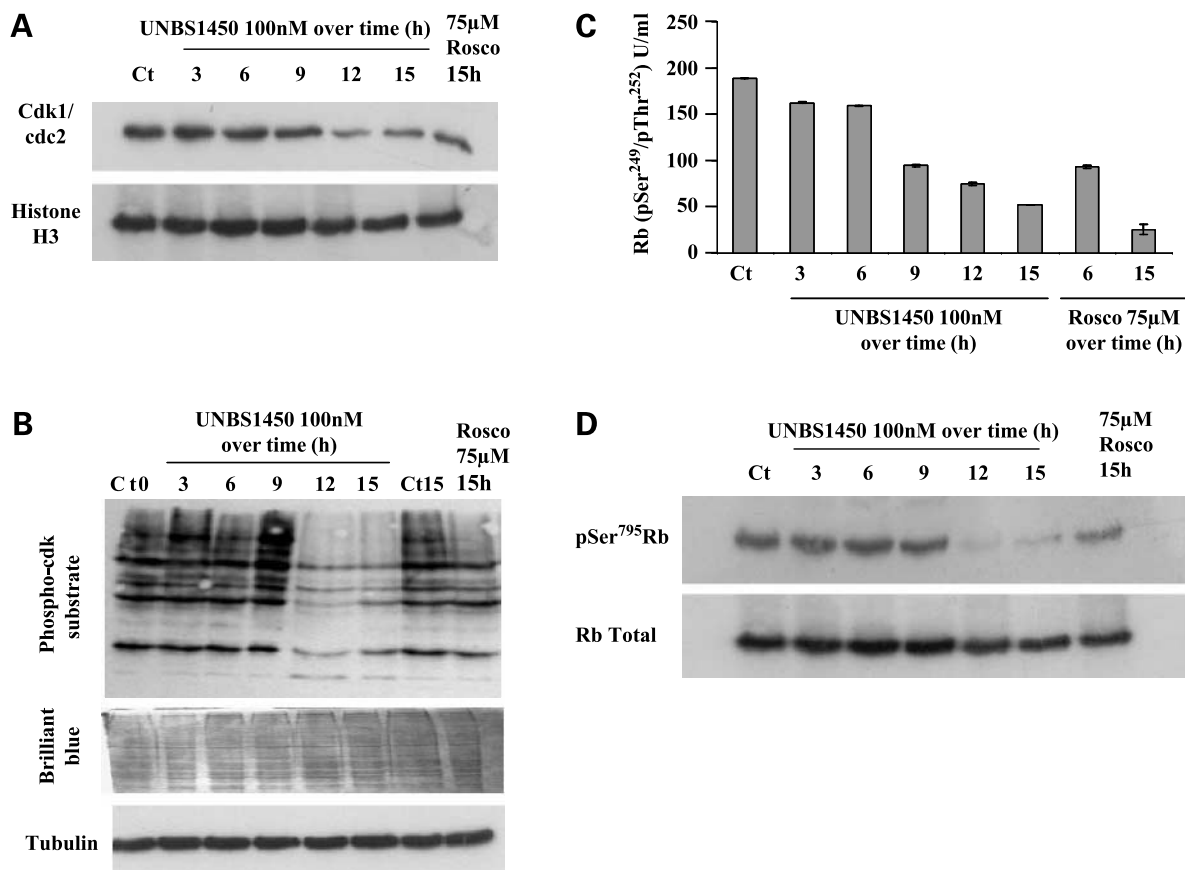 A
UNBS1450 100nM over time (h)
75µM
Rosco
15h
Ct 3 6 9 12 15
Cdk1/
cdc2
Histone
H3
B
UNBS1450 100nM
over time (h)
Rosco
75µM
15h
Ct0 3 6 9 12 15 Ct15
Phospho-cdk
substrate
Brilliant
blue
Tubulin
C
Rb (pSer²⁴⁹/pThr²⁵²) U/ml
250
200
150
100
50
0
Ct 3 6 9 12 15 6 15
UNBS1450 100nM
over time (h)
Rosco 75µM
over time (h)
D
UNBS1450 100nM over time (h)
75µM
Rosco
15h
Ct 3 6 9 12 15
pSer⁷⁹⁵Rb
Rb Total